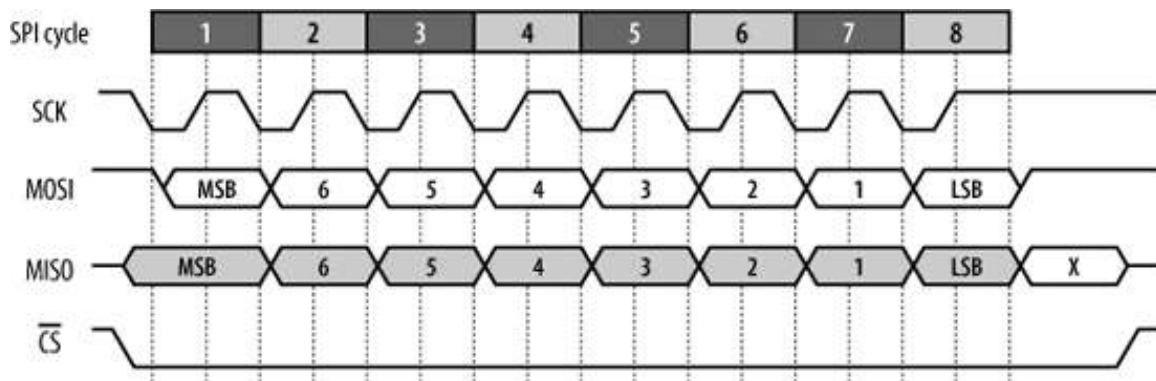 SPI cycle 1 2 3 4 5 6 7 8
SCK
MOSI MSB 6 5 4 3 2 1 LSB
MISO MSB 6 5 4 3 2 1 LSB X
C̅S̅